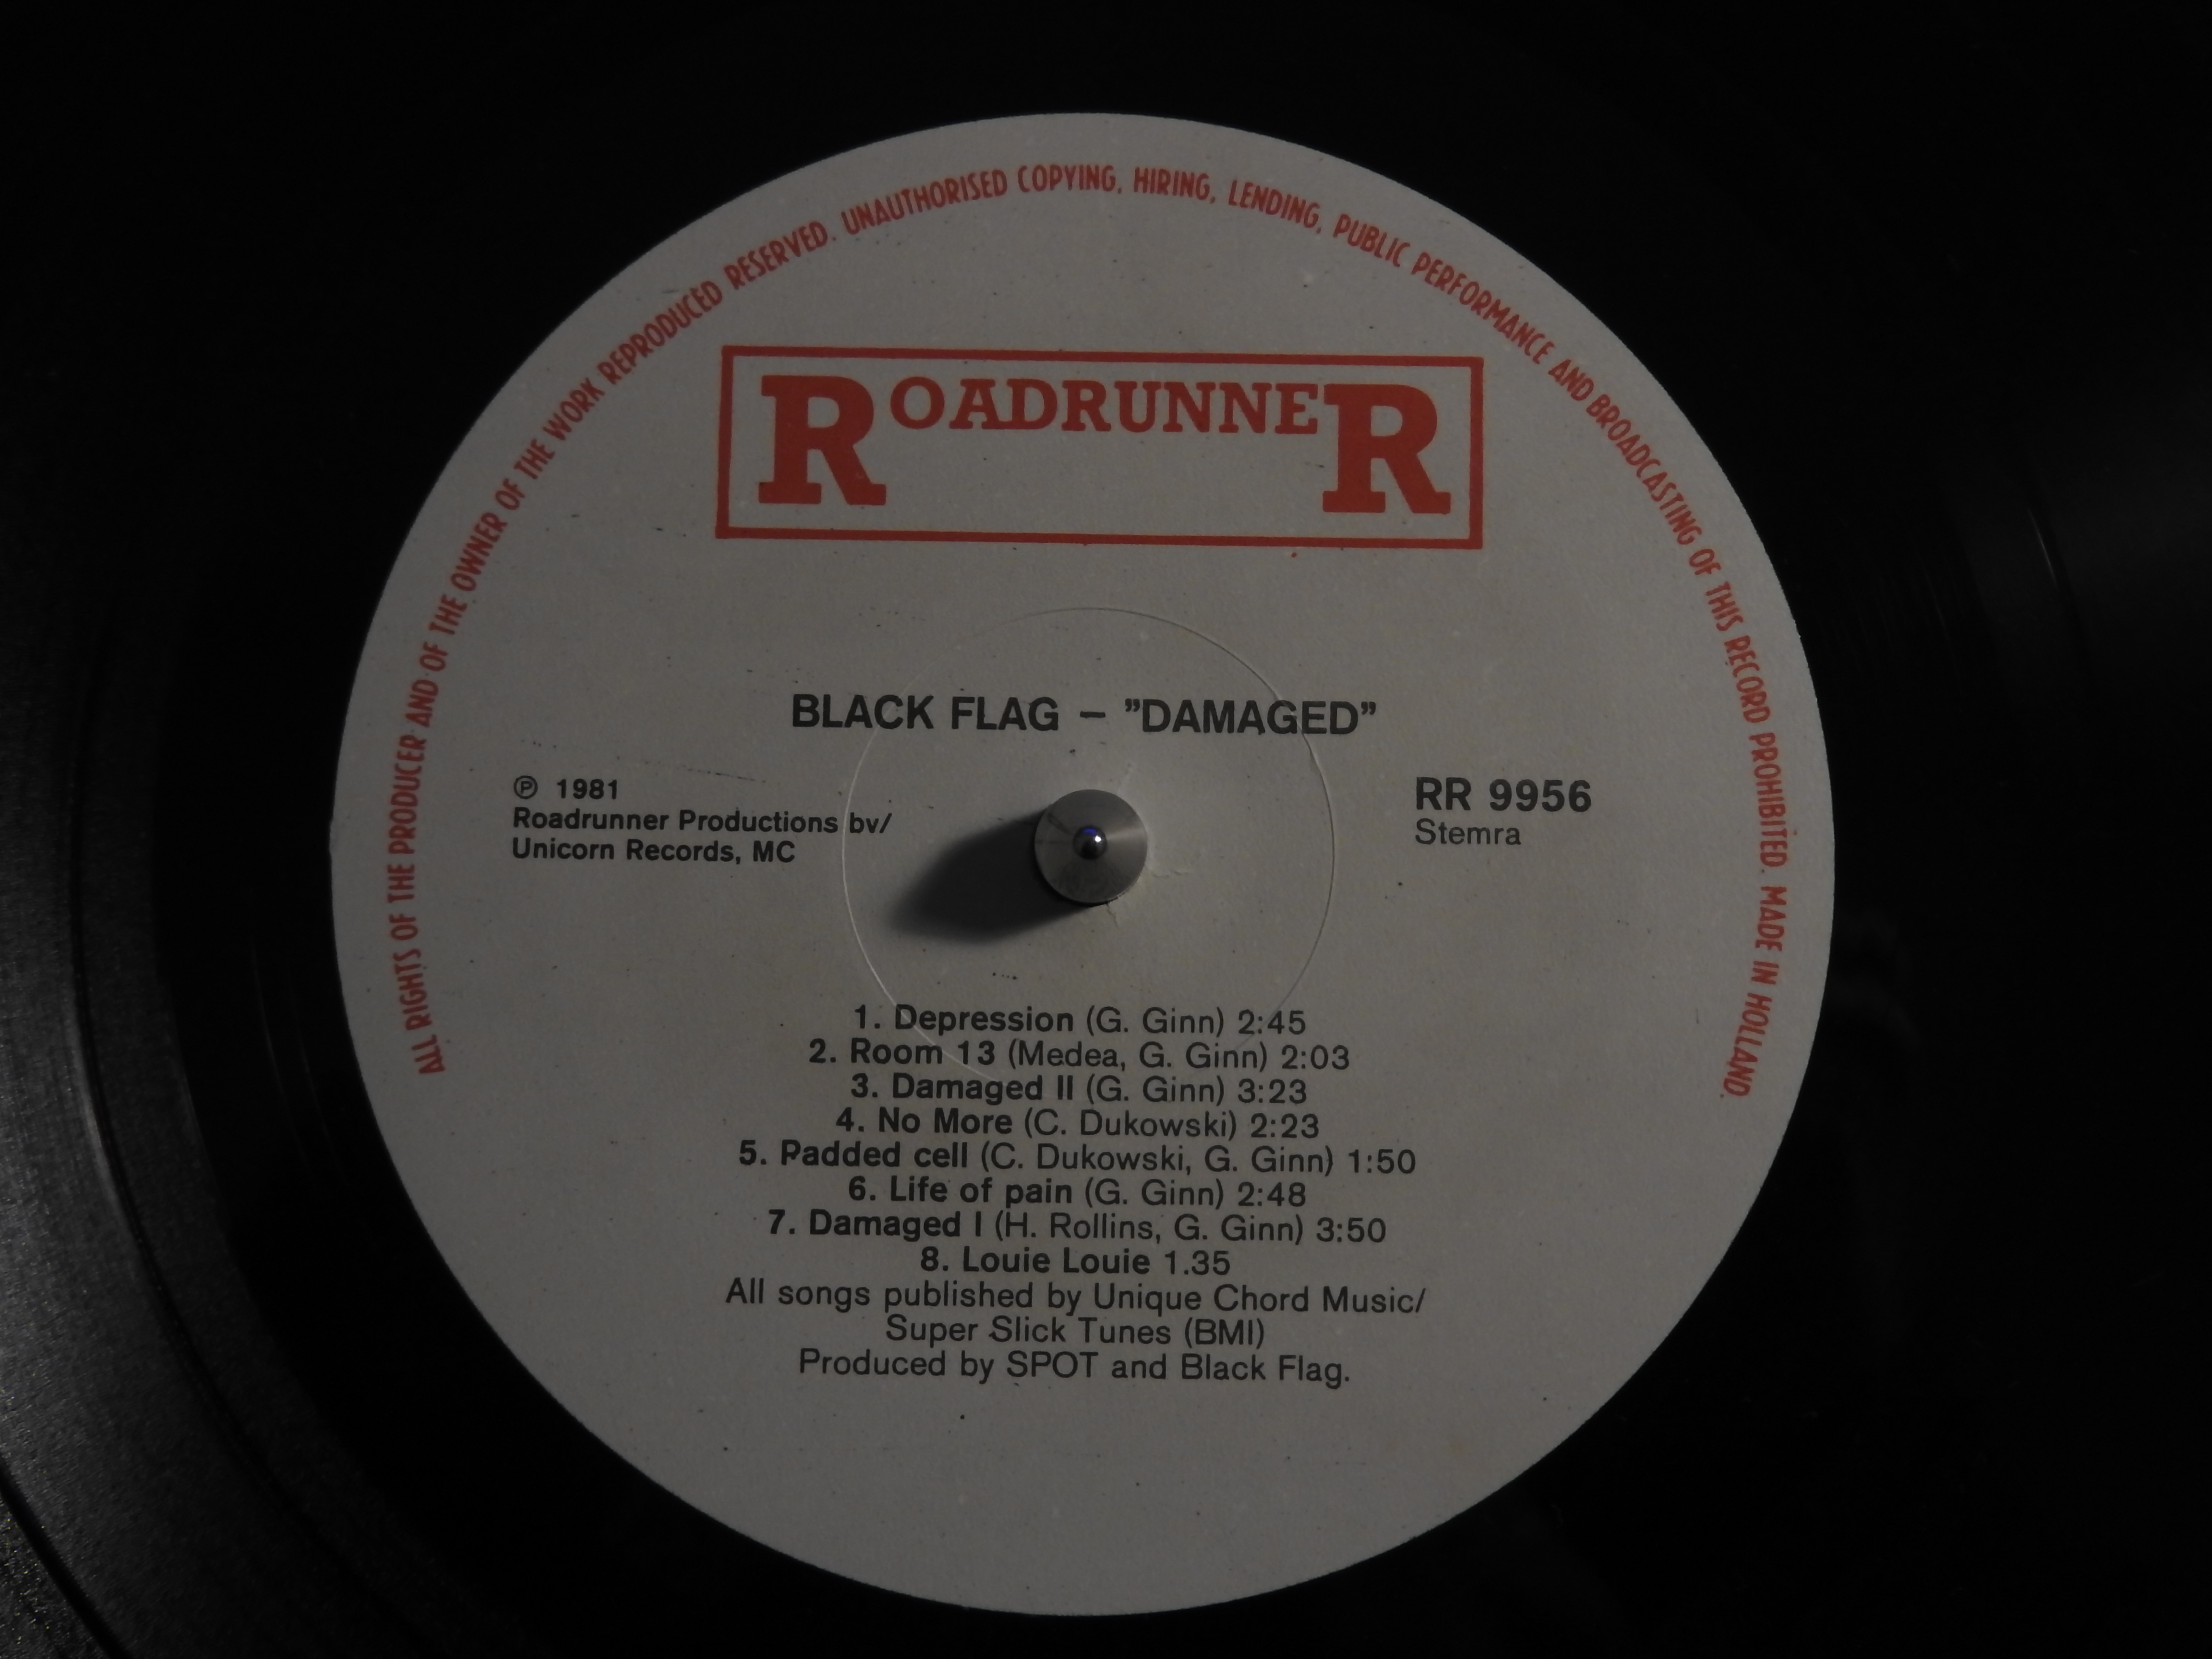 ALL RIGHTS OF THE PRODUCER AND OF THE OWNER OF THE WORK REPRODUCED RESERVED. UNAUTHORISED COPYING, HIRING, LENDING, PUBLIC PERFORMANCE AND BROADCASTING OF THIS RECORD PROHIBITED. MADE IN HOLLAND.
ROADRUNNER
BLACK FLAG – ”DAMAGED”
℗ 1981
Roadrunner Productions bv/
Unicorn Records, MC
RR 9956
Stemra
1. Depression (G. Ginn) 2:45
2. Room 13 (Medea, G. Ginn) 2:03
3. Damaged II (G. Ginn) 3:23
4. No More (C. Dukowski) 2:23
5. Padded cell (C. Dukowski, G. Ginn) 1:50
6. Life of pain (G. Ginn) 2:48
7. Damaged I (H. Rollins, G. Ginn) 3:50
8. Louie Louie 1.35
All songs published by Unique Chord Music/
Super Slick Tunes (BMI)
Produced by SPOT and Black Flag.